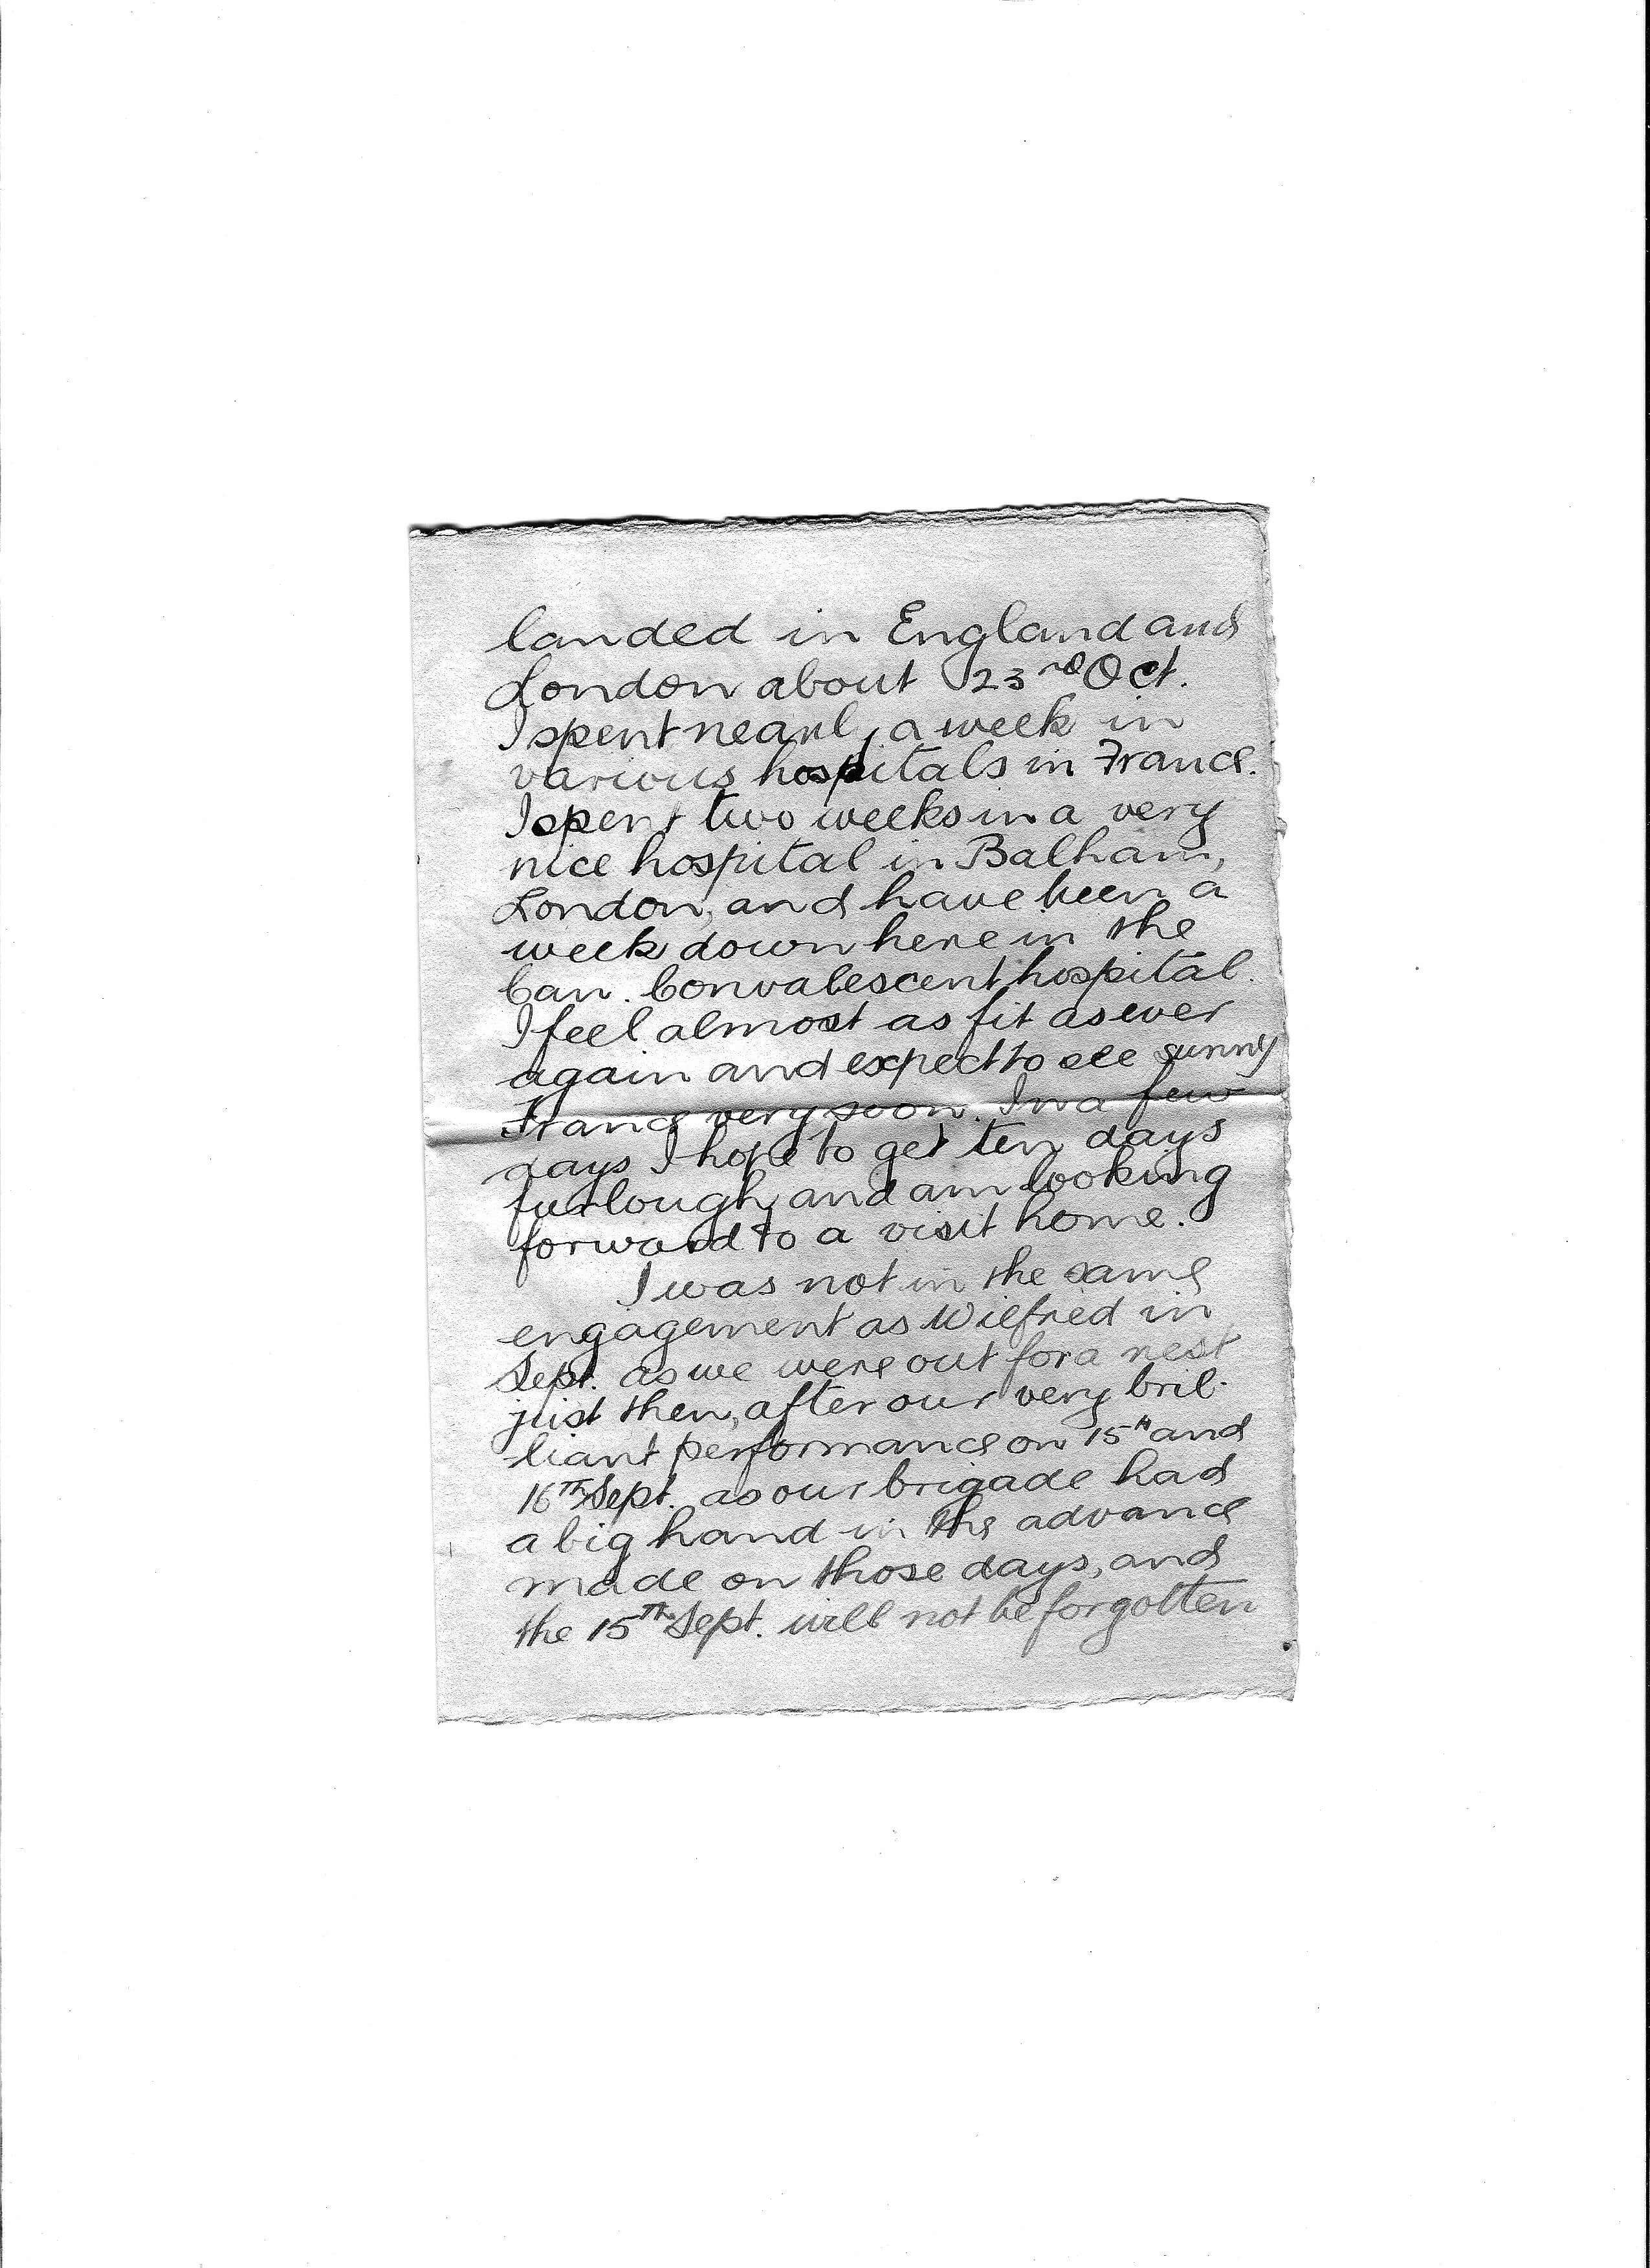 landed in England and
London about 23rd Oct.
I spent nearly a week in
various hospitals in France.
I spent two weeks in a very
nice hospital in Balham,
London, and have been a
week down here in the
Can. Convalescent hospital.
I feel almost as fit as ever
again and expect to see sunny
France very soon. In a few
days I hope to get ten days
furlough, and am looking
forward to a visit home.
I was not in the same
engagement as Wilfried in
Sept. as we were out for a rest
just then, after our very bril-
liant performance on 15th and
16th Sept. as our brigade had
a big hand in the advance
made on those days, and
the 15th Sept. will not be forgotten